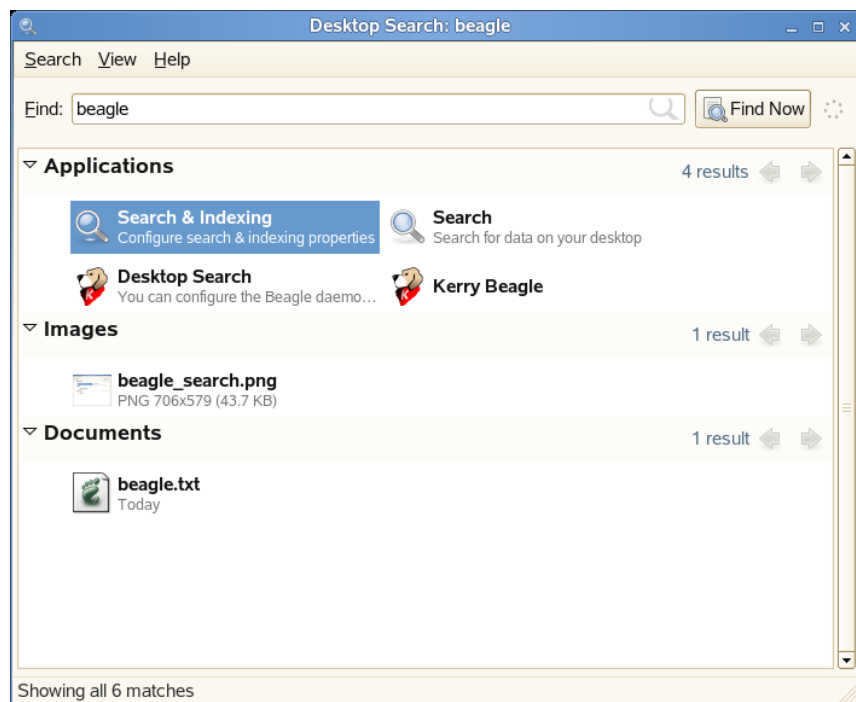 Desktop Search: beagle
Search View Help
Find: beagle Find Now
Applications 4 results
Search & Indexing Search
Configure search & indexing properties Search for data on your desktop
Desktop Search Kerry Beagle
You can configure the Beagle daemo...
Images 1 result
beagle_search.png
PNG 706x579 (43.7 KB)
Documents 1 result
beagle.txt
Today
Showing all 6 matches